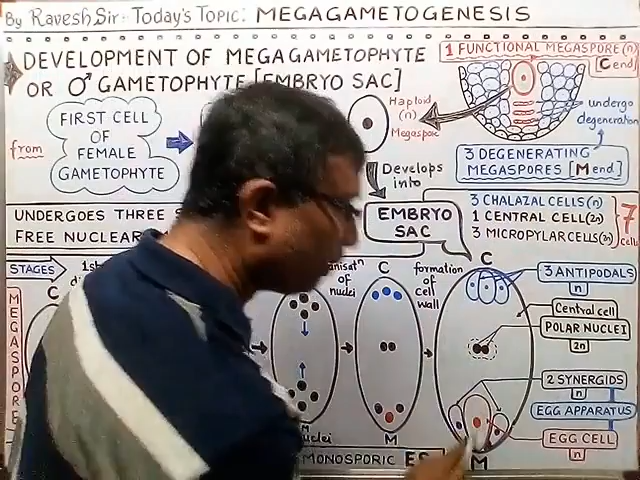 By Ravesh Sir - Today's Topic: MEGAGAMETOGENESIS
DEVELOPMENT OF MEGAGAMETOPHYTE
OR ♂ GAMETOPHYTE [EMBRYO SAC]
1 FUNCTIONAL MEGASPORE (n)
[C end]
from
FIRST CELL
OF
FEMALE
GAMETOPHYTE
Haploid
(n)
Megaspore
undergo
degeneration
3 DEGENERATING
MEGASPORES [M end]
Develops
into
EMBRYO
SAC
3 CHALAZAL CELLS (n)
1 CENTRAL CELL (2n)
3 MICROPYLAR CELLS
7
cells
UNDERGOES THREE
FREE NUCLEAR
STAGES
1st
of
nuclei
formation
of
cell
wall
MEGASPORE
C
C
C
3 ANTIPODALS
n
Central cell
POLAR NUCLEI
2n
2 SYNERGIDS
n
EGG APPARATUS
EGG CELL
n
M
nuclei
M
M
MONOSPORIC